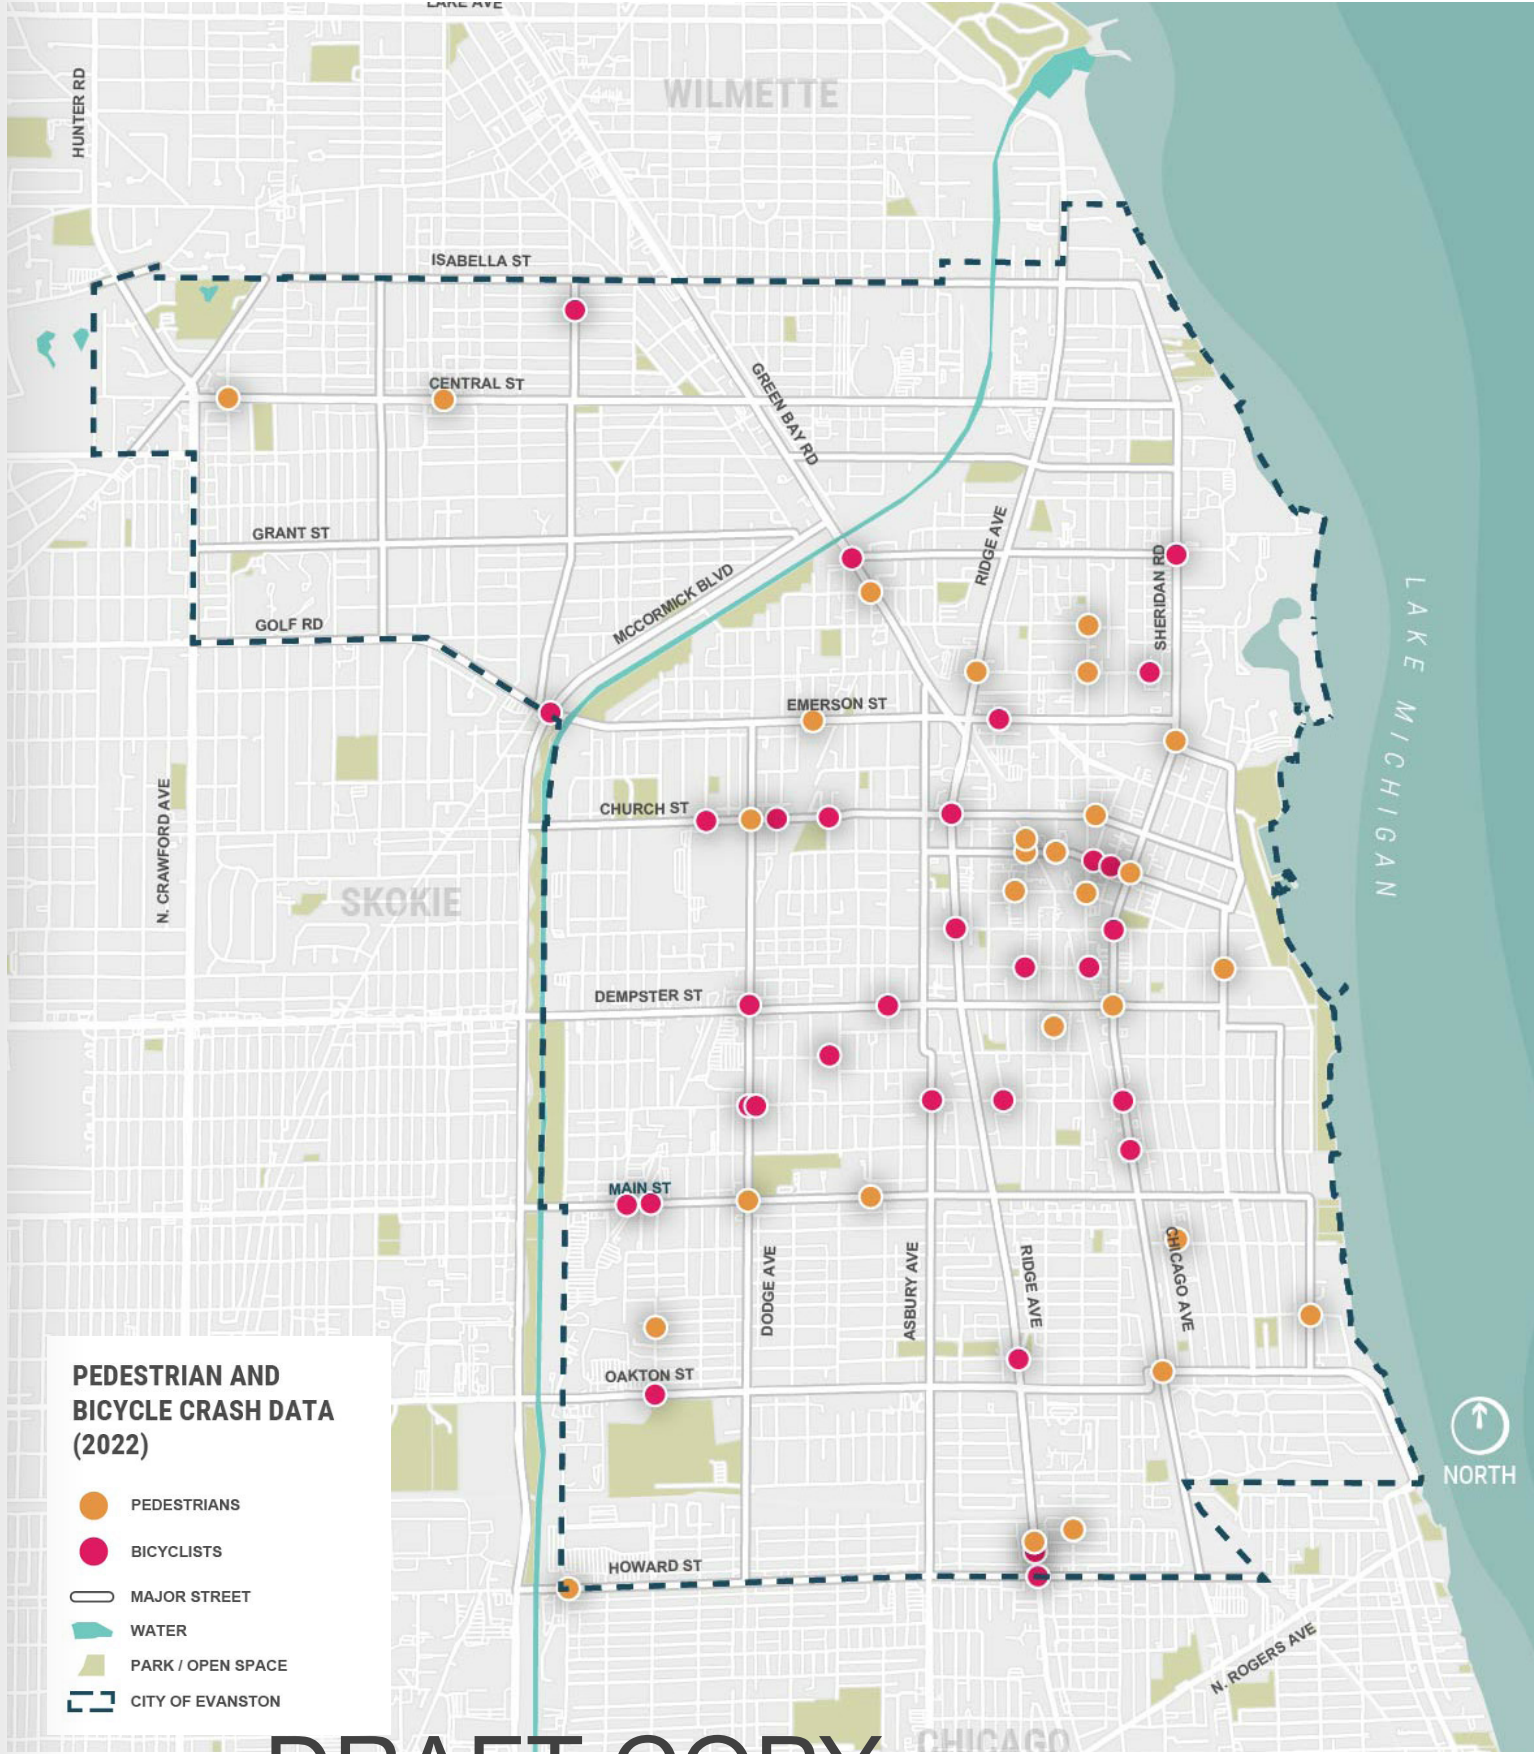 LAKE AVE
HUNTER RD
WILMETTE
ISABELLA ST
CENTRAL ST
GREEN BAY RD
GRANT ST
RIDGE AVE
SHERIDAN RD
MCCORMICK BLVD
GOLF RD
LAKE MICHIGAN
EMERSON ST
N. CRAWFORD AVE
CHURCH ST
SKOKIE
DEMPSTER ST
MAIN ST
DODGE AVE
ASBURY AVE
RIDGE AVE
CHICAGO AVE
OAKTON ST
HOWARD ST
N. ROGERS AVE
CHICAGO
NORTH
PEDESTRIAN AND
BICYCLE CRASH DATA
(2022)
PEDESTRIANS
BICYCLISTS
MAJOR STREET
WATER
PARK / OPEN SPACE
CITY OF EVANSTON
DRAFT COPY